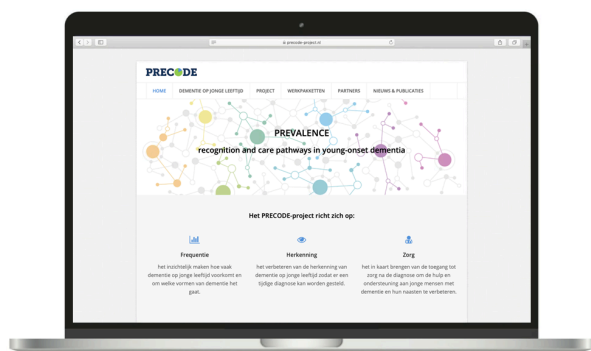 precode-project.nl
PRECODE
HOME DEMENTIE OP JONGE LEEFTIJD PROJECT WERKPAKKETTEN PARTNERS NIEUWS & PUBLICATIES
PREVALENCE
recognition and care pathways in young-onset dementia
Het PRECODE-project richt zich op:
Frequentie
het inzichtelijk maken hoe vaak
dementie op jonge leeftijd voorkomt en
om welke vormen van dementie het
gaat.
Herkenning
het verbeteren van de herkenning van
dementie op jonge leeftijd zodat er een
tijdige diagnose kan worden gesteld.
Zorg
het in kaart brengen van de toegang tot
zorg na de diagnose om de hulp en
ondersteuning aan jonge mensen met
dementie en hun naasten te verbeteren.